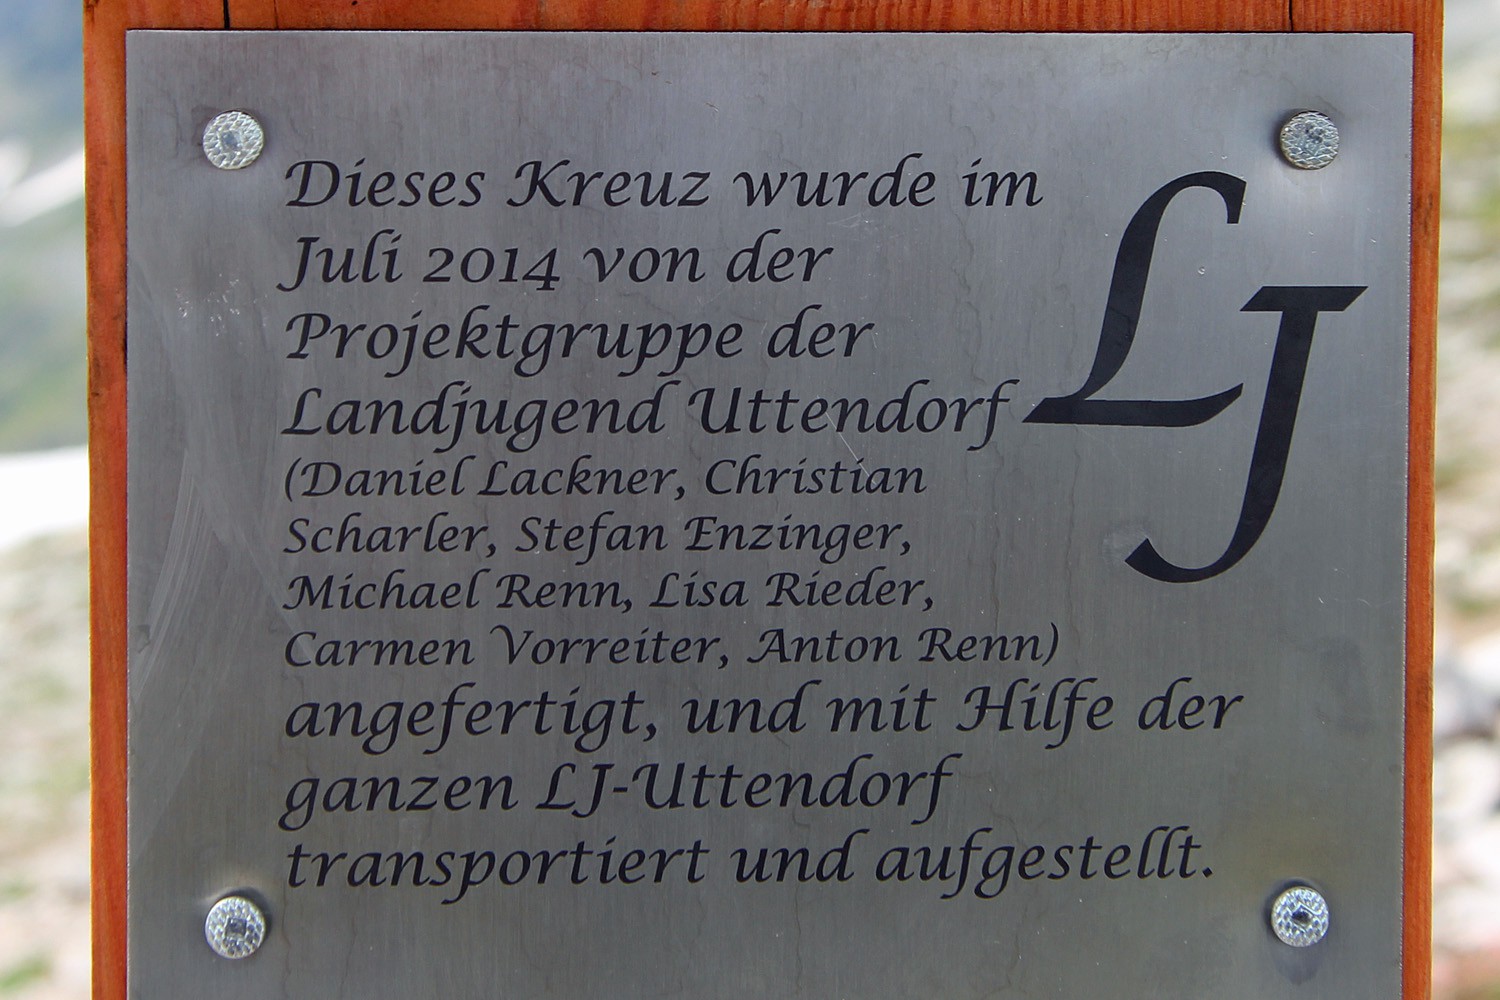 Dieses Kreuz wurde im
Juli 2014 von der
Projektgruppe der
Landjugend Uttendorf
(Daniel Lackner, Christian
Scharler, Stefan Enzinger,
Michael Renn, Lisa Rieder,
Carmen Vorreiter, Anton Renn)
angefertigt, und mit Hilfe der
ganzen LJ-Uttendorf
transportiert und aufgestellt.
LJ